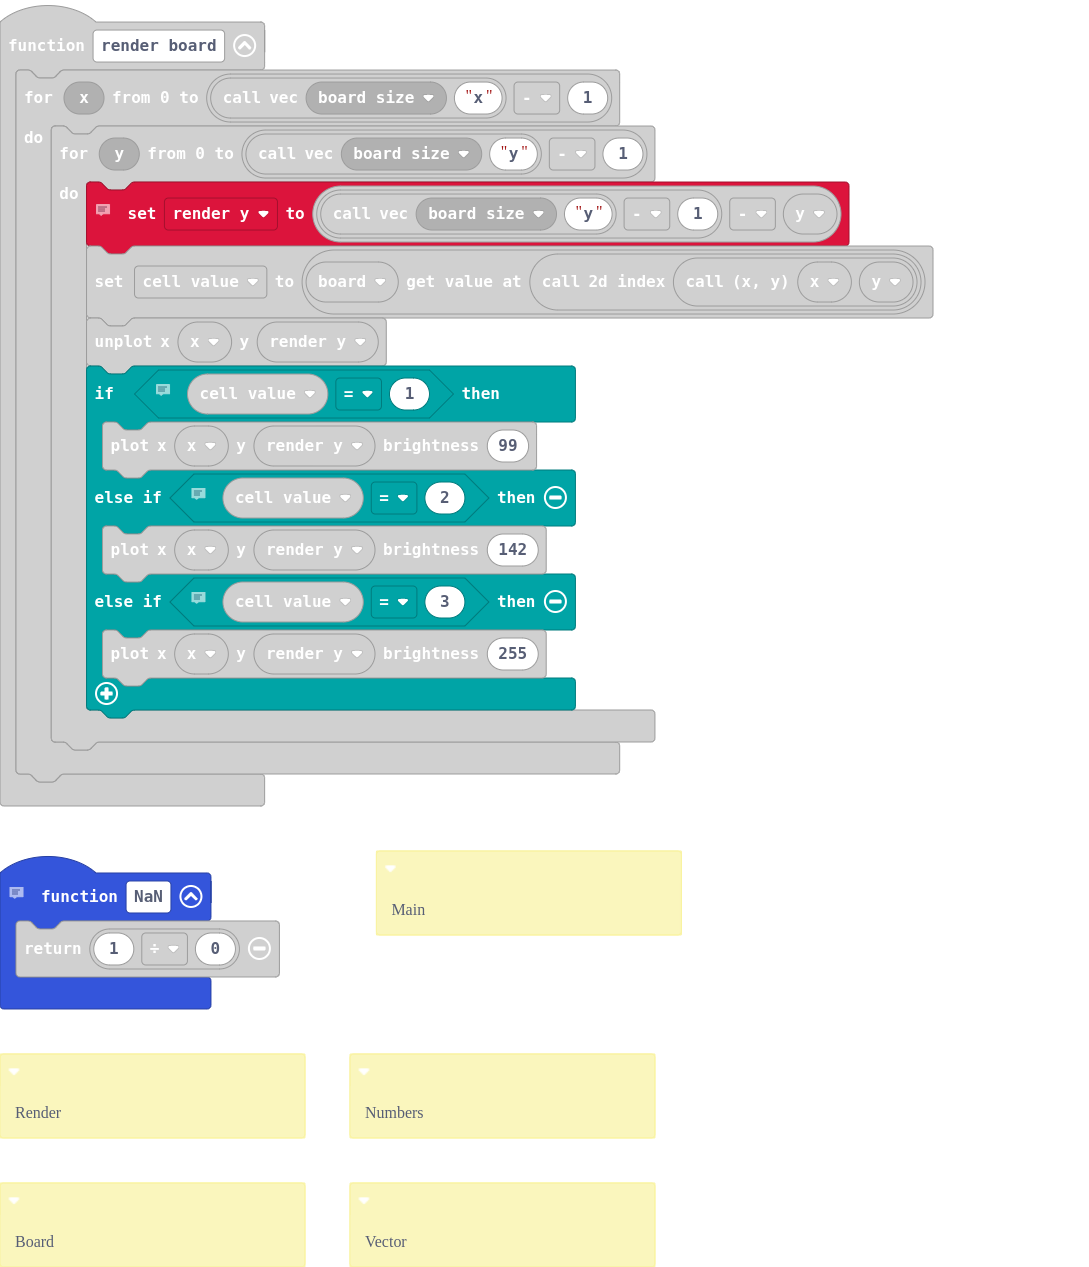 function render board
for x from 0 to call vec board size "x" - 1
do
for y from 0 to call vec board size "y" - 1
do
set render y to call vec board size "y" - 1 - y
set cell value to board get value at call 2d index call (x, y) x y
unplot x x y render y
if cell value = 1 then
plot x x y render y brightness 99
else if cell value = 2 then
plot x x y render y brightness 142
else if cell value = 3 then
plot x x y render y brightness 255
function NaN
return 1 ÷ 0
Main
Render
Numbers
Board
Vector